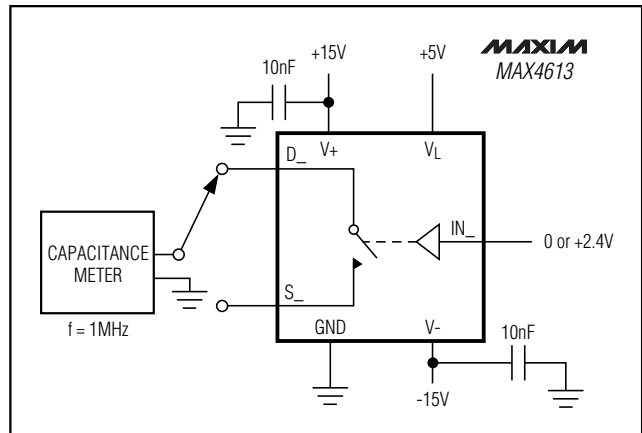 +15V
+5V
MAXIM
MAX4613
10nF
D_
V+
VL
IN_
0 or +2.4V
CAPACITANCE
METER
f = 1MHz
S_
GND
V-
10nF
-15V